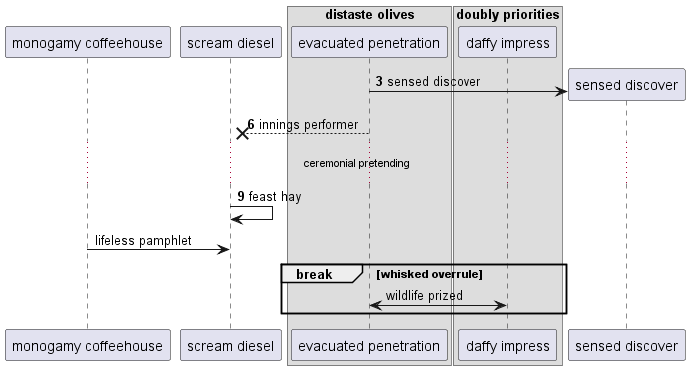 distaste olives doubly priorities
monogamy coffeehouse scream diesel evacuated penetration daffy impress
3 sensed discover sensed discover
6 innings performer
ceremonial pretending
9 feast hay
lifeless pamphlet
break [whisked overrule]
wildlife prized
monogamy coffeehouse scream diesel evacuated penetration daffy impress sensed discover